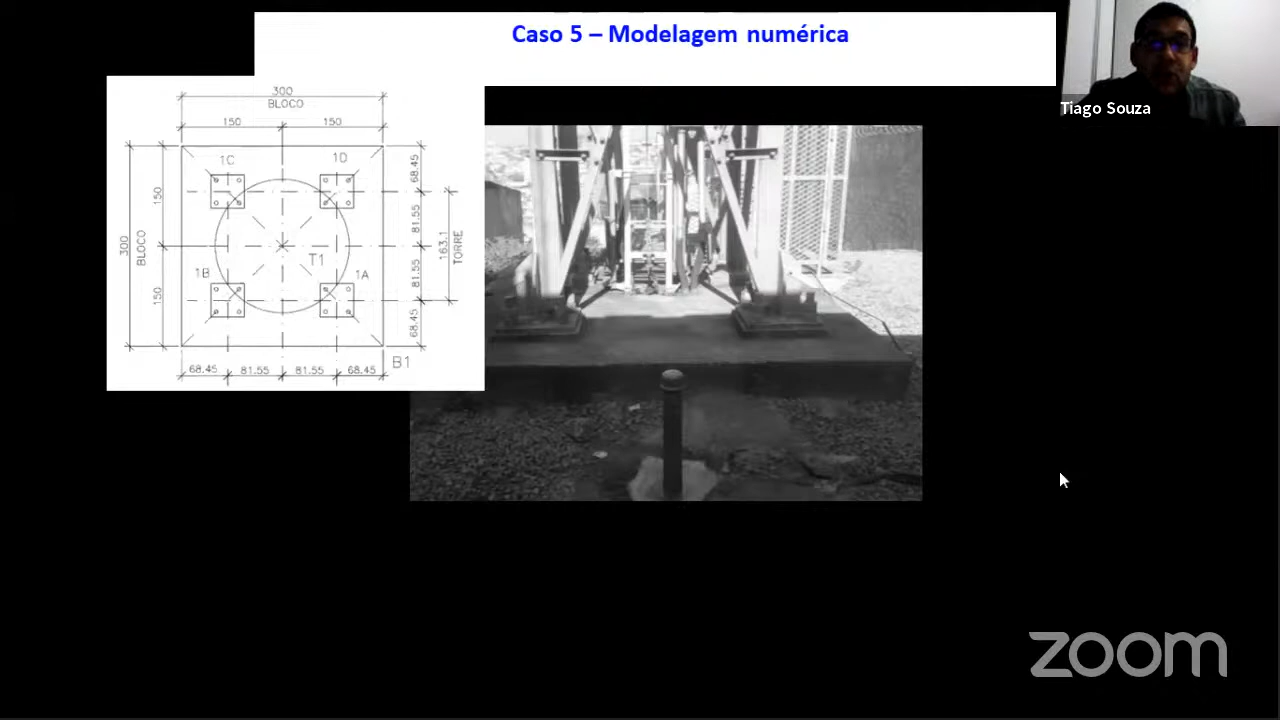 Caso 5 – Modelagem numérica
Tiago Souza
300
BLOCO
150 150
1C 1D
150
300
BLOCO
150
68.45
81.55
163.1
TORRE
81.55
68.45
T1
1B 1A
B1
68.45 81.55 81.55 68.45
zoom